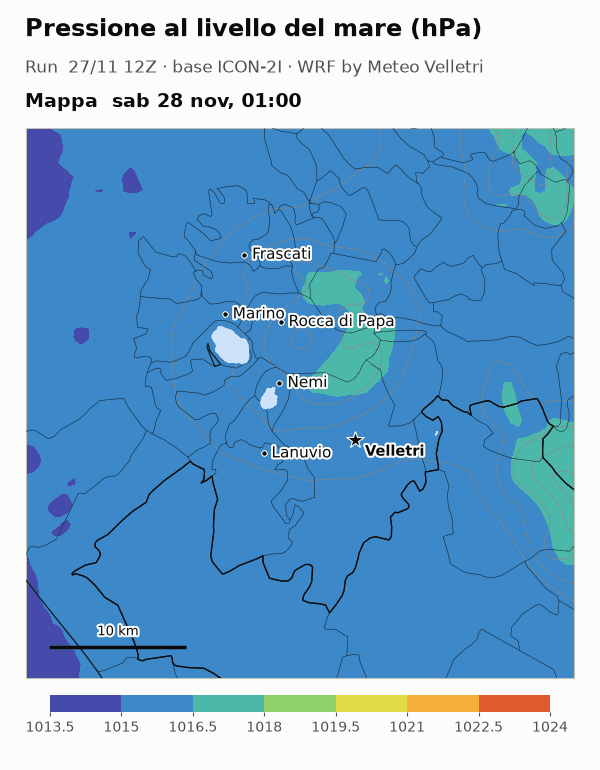 Pressione al livello del mare (hPa)
Run  27/11 12Z · base ICON-2I · WRF by Meteo Velletri
Mappa  sab 28 nov, 01:00
Frascati
Marino
Rocca di Papa
Nemi
Velletri
Lanuvio
10 km
1013.5 1015 1016.5 1018 1019.5 1021 1022.5 1024